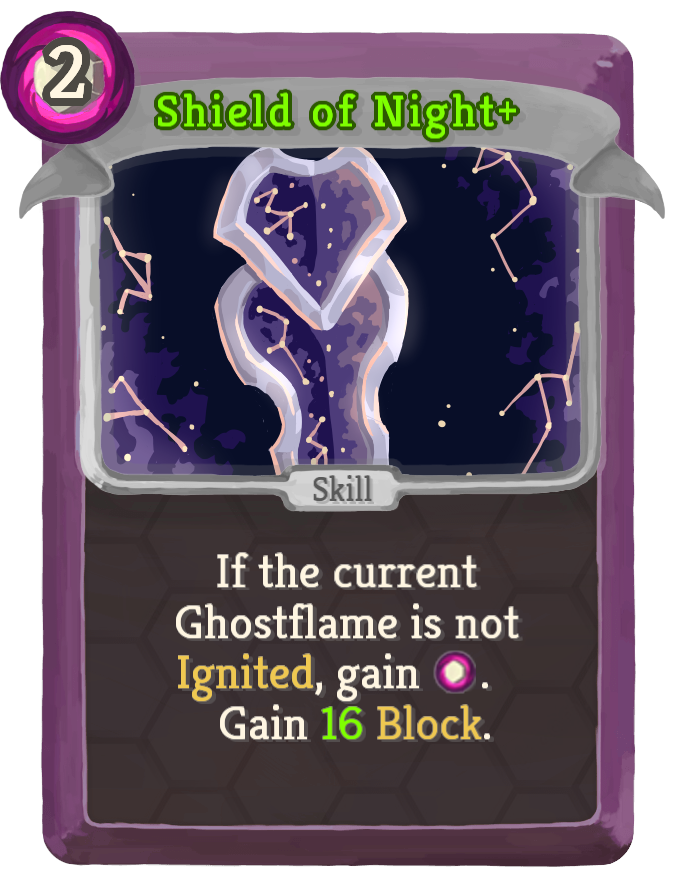 2
Shield of Night+
Skill
If the current
Ghostflame is not
Ignited, gain .
Gain 16 Block.